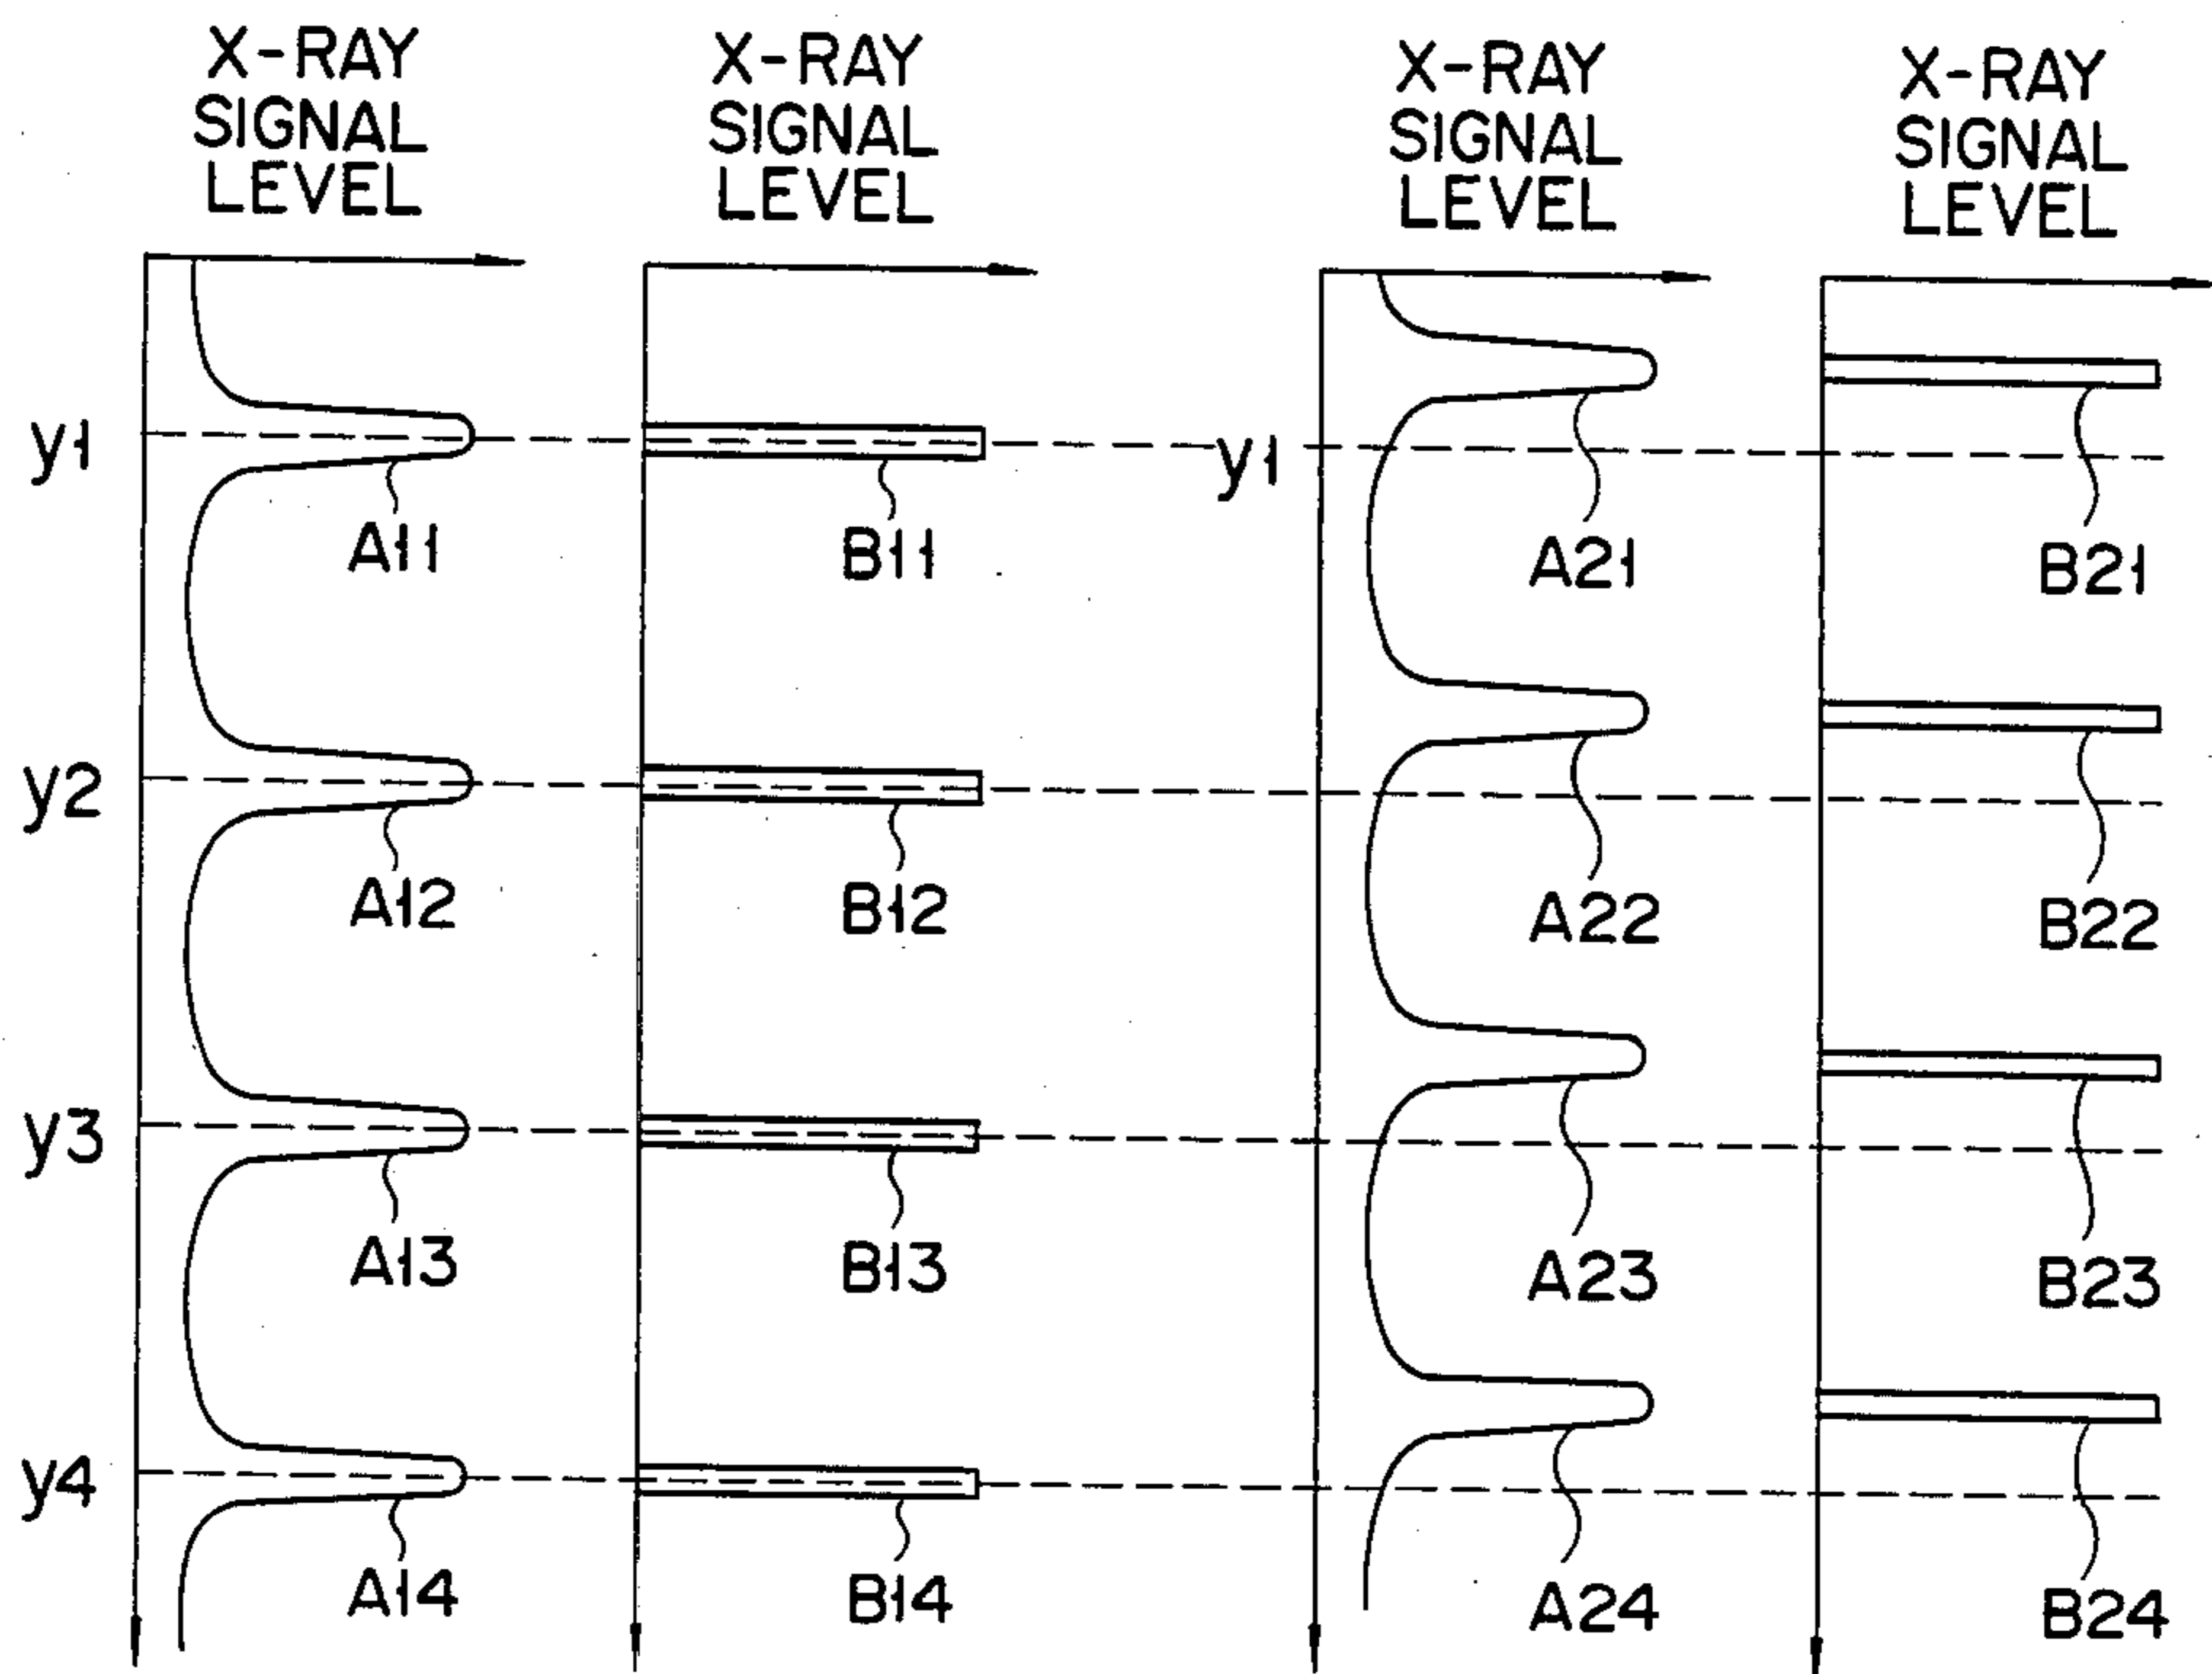 X-RAY
SIGNAL
LEVEL
X-RAY
SIGNAL
LEVEL
X-RAY
SIGNAL
LEVEL
X-RAY
SIGNAL
LEVEL
y1
y1
A11
B11
A21
B21
y2
A12
B12
A22
B22
y3
A13
B13
A23
B23
y4
A14
B14
A24
B24